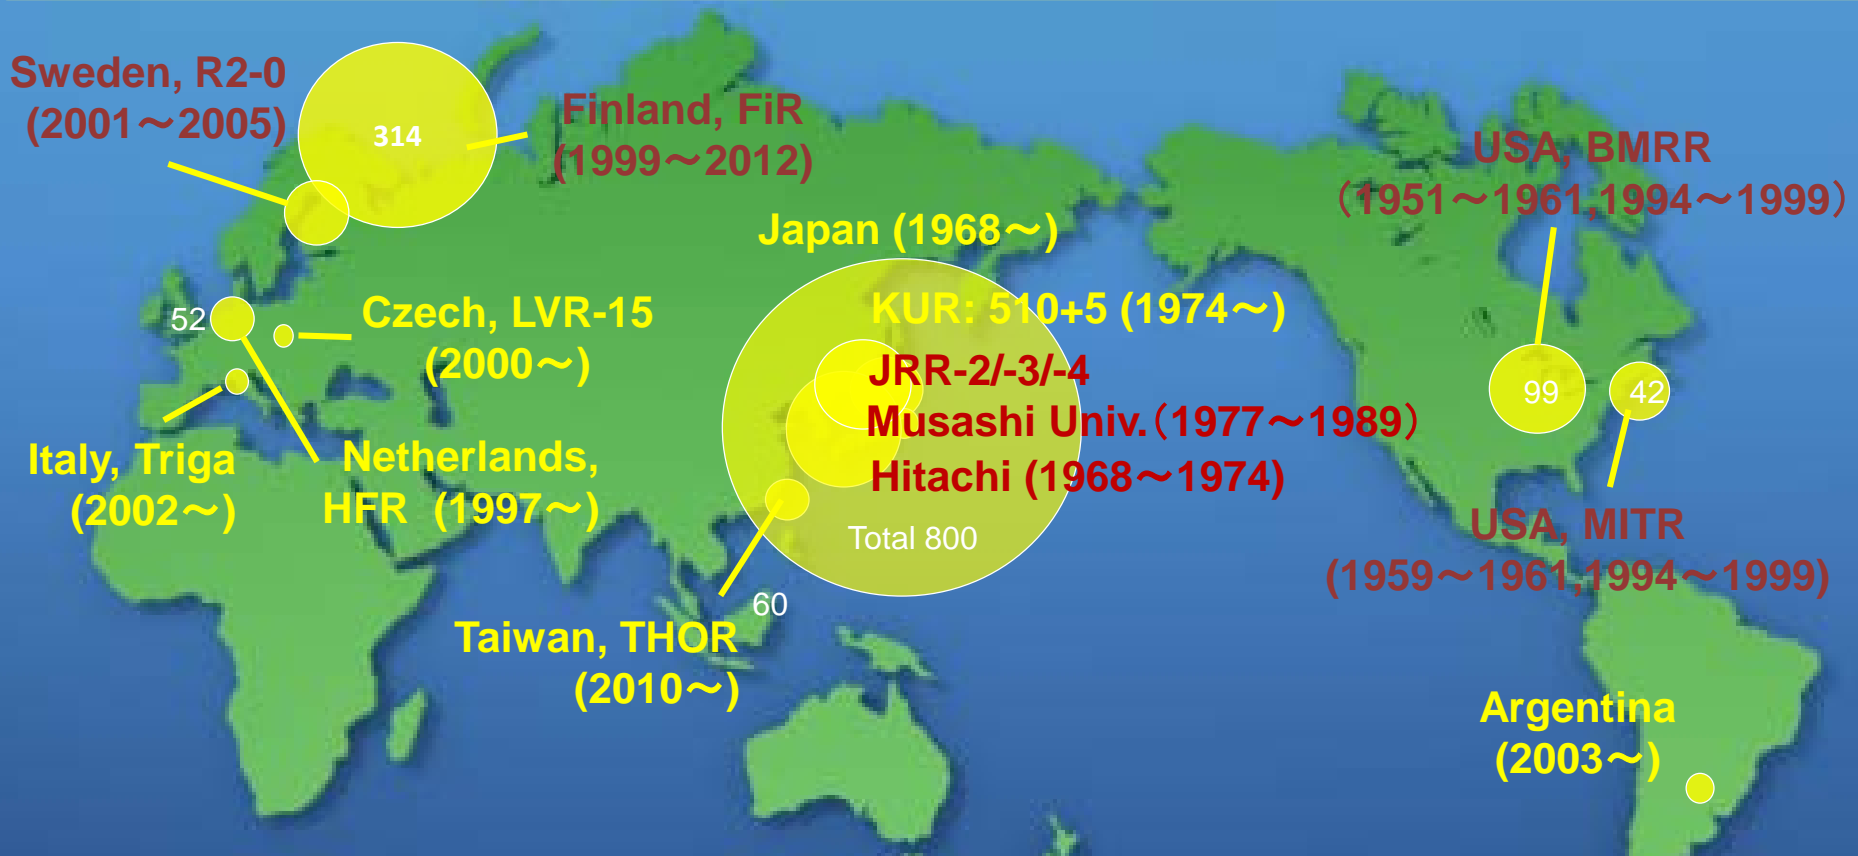 Sweden, R2-0
(2001～2005)
314
Finland, FiR
(1999～2012)
USA, BMRR
（1951～1961,1994～1999）
Japan (1968～)
KUR: 510+5 (1974～)
52
Czech, LVR-15
(2000～)
JRR-2/-3/-4
Musashi Univ.（1977～1989）
Hitachi (1968～1974)
99
42
Italy, Triga
(2002～)
Netherlands,
HFR (1997～)
Total 800
USA, MITR
(1959～1961,1994～1999)
60
Taiwan, THOR
(2010～)
Argentina
(2003～)